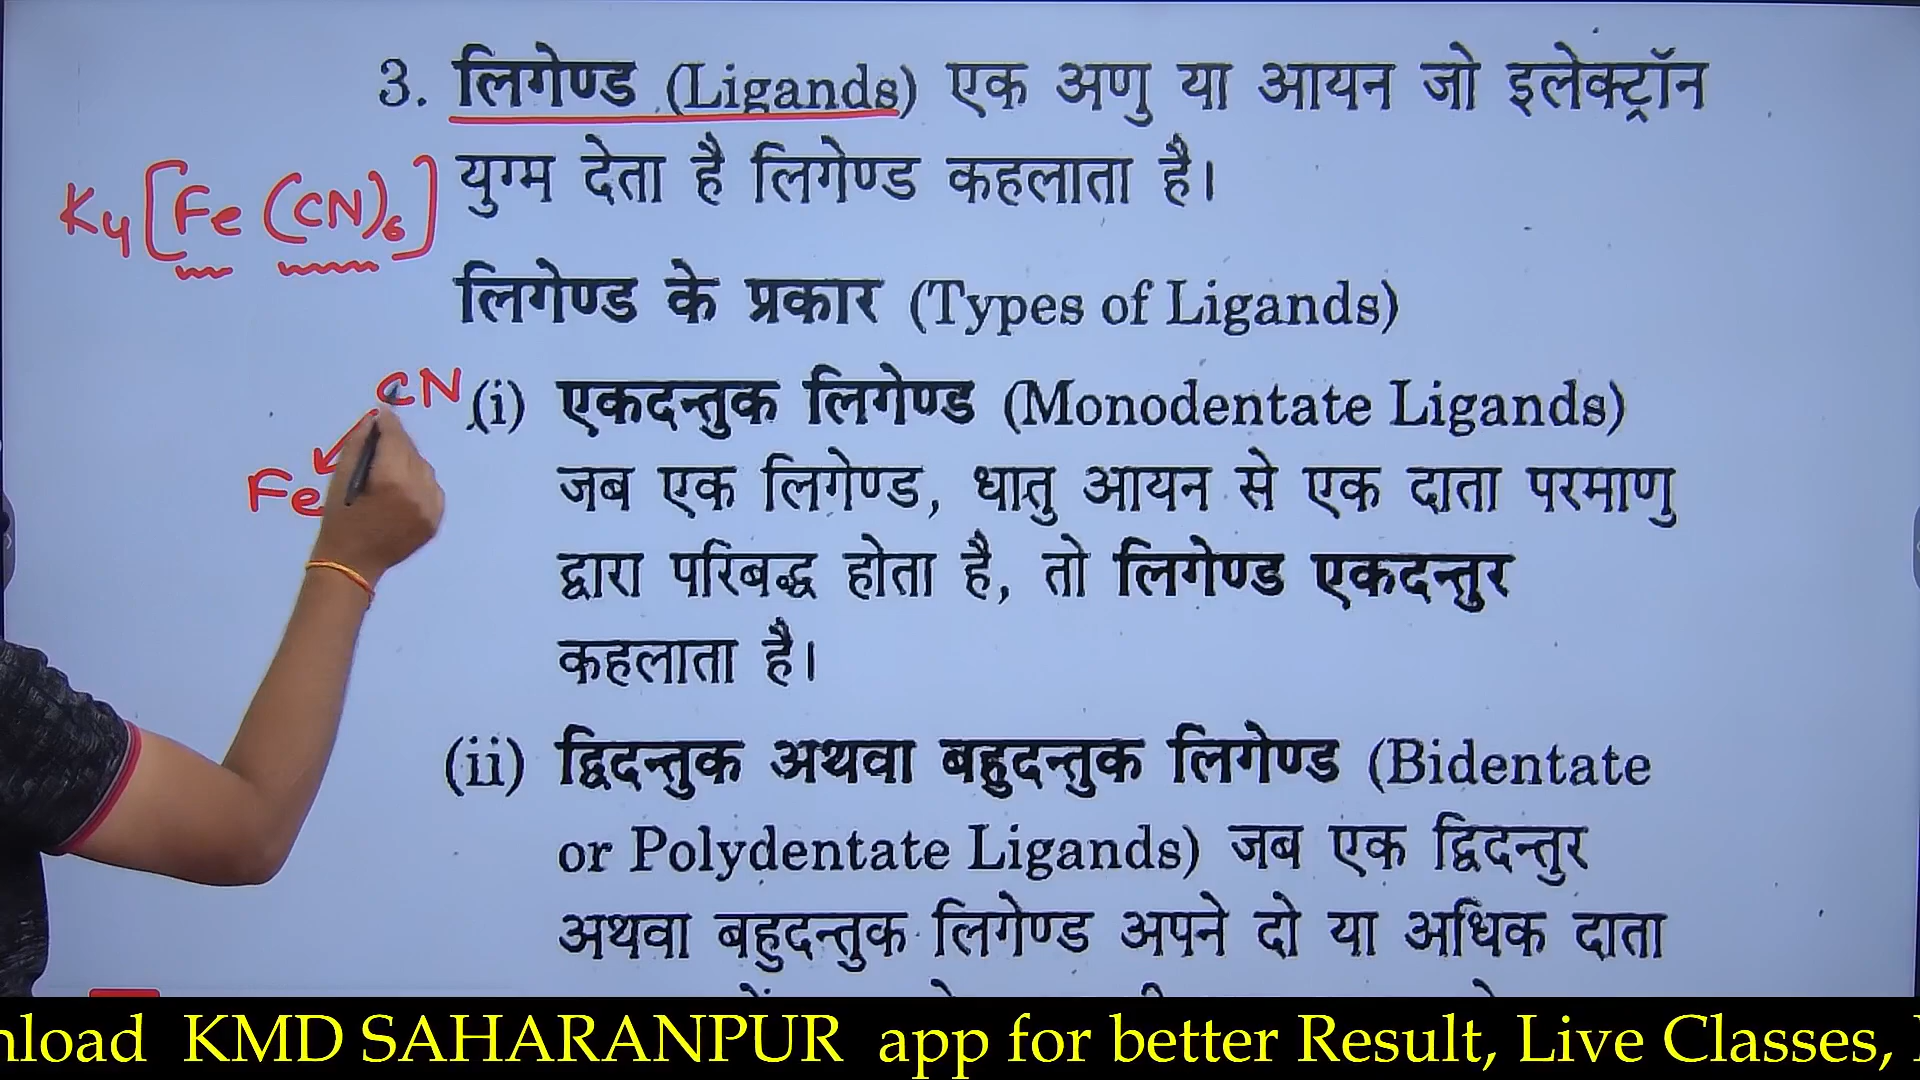 3. लिगेण्ड (Ligands) एक अणु या आयन जो इलेक्ट्रॉन
युग्म देता है लिगेण्ड कहलाता है।
K4[Fe(CN)6]
लिगेण्ड के प्रकार (Types of Ligands)
CN
Fe
(i) एकदन्तुक लिगेण्ड (Monodentate Ligands)
जब एक लिगेण्ड, धातु आयन से एक दाता परमाणु
द्वारा परिबद्ध होता है, तो लिगेण्ड एकदन्तुर
कहलाता है।
(ii) द्विदन्तुक अथवा बहुदन्तुक लिगेण्ड (Bidentate
or Polydentate Ligands) जब एक द्विदन्तुर
अथवा बहुदन्तुक लिगेण्ड अपने दो या अधिक दाता
KMD SAHARANPUR app for better Result, Live Classes,